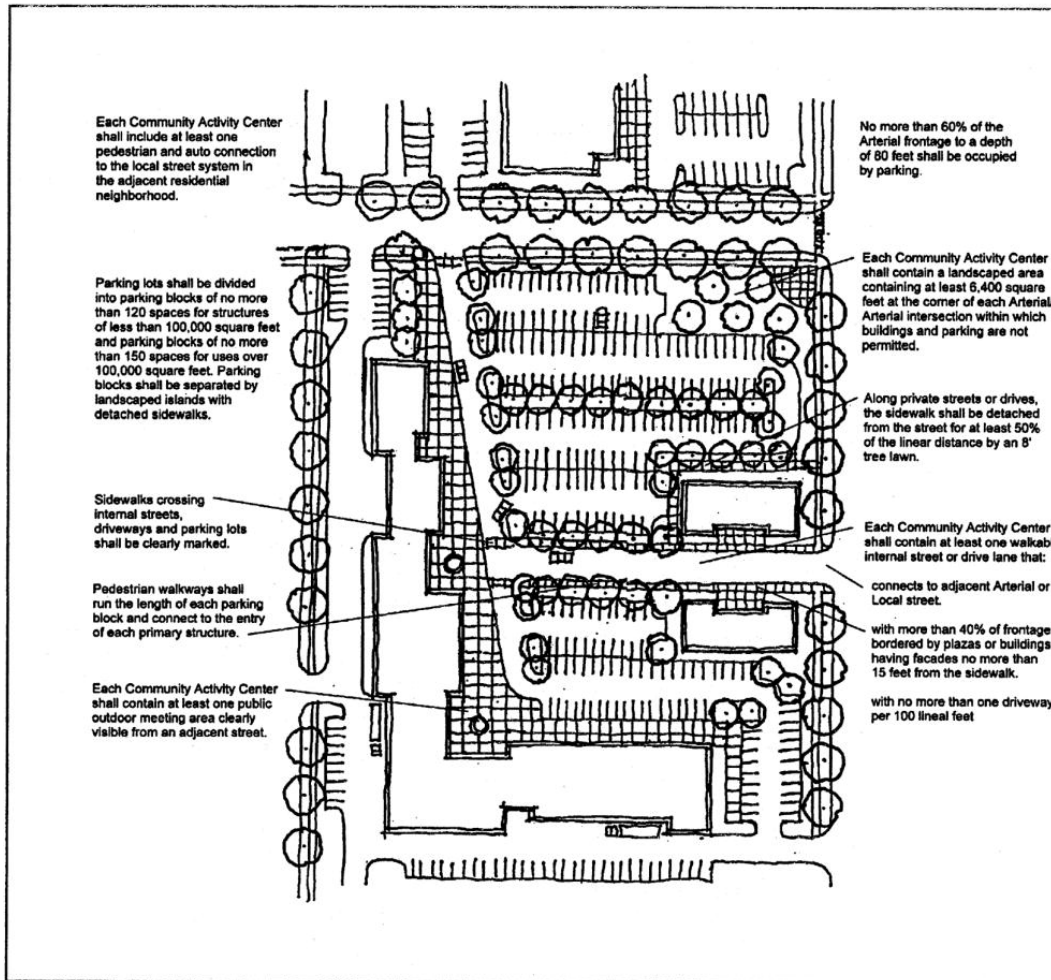 Each Community Activity Center
shall include at least one
pedestrian and auto connection
to the local street system in
the adjacent residential
neighborhood.
Parking lots shall be divided
into parking blocks of no more
than 120 spaces for structures
of less than 100,000 square feet
and parking blocks of no more
than 150 spaces for uses over
100,000 square feet. Parking
blocks shall be separated by
landscaped islands with
detached sidewalks.
Sidewalks crossing
internal streets,
driveways and parking lots
shall be clearly marked.
Pedestrian walkways shall
run the length of each parking
block and connect to the entry
of each primary structure.
Each Community Activity Center
shall contain at least one public
outdoor meeting area clearly
visible from an adjacent street.
No more than 60% of the
Arterial frontage to a depth
of 80 feet shall be occupied
by parking.
Each Community Activity Center
shall contain a landscaped area
containing at least 6,400 square
feet at the corner of each Arterial/
Arterial intersection within which
buildings and parking are not
permitted.
Along private streets or drives,
the sidewalk shall be detached
from the street for at least 50%
of the linear distance by an 8'
tree lawn.
Each Community Activity Center
shall contain at least one walkab
internal street or drive lane that:
connects to adjacent Arterial or
Local street.
with more than 40% of frontage
bordered by plazas or buildings
having facades no more than
15 feet from the sidewalk.
with no more than one driveway
per 100 lineal feet